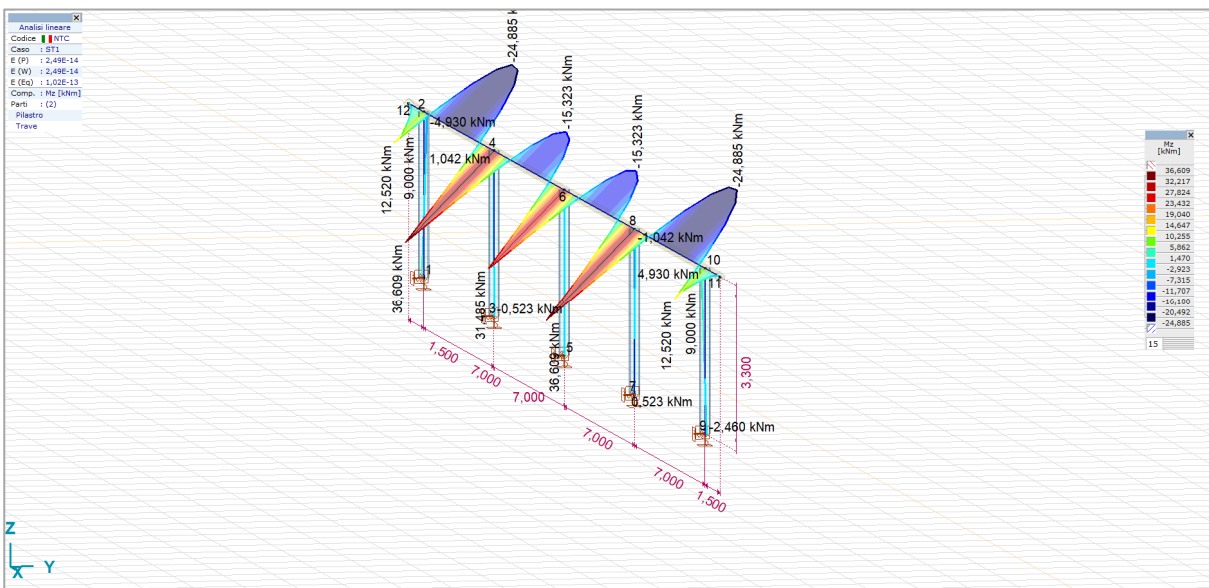 Analisi lineare
Codice NTC
Caso : ST1
E (P) : 2,49E-14
E (W) : 2,49E-14
E (Eq) : 1,02E-13
Comp. : Mz [kNm]
Parti : (2)
Pilastro
Trave
-24,885 k
-15,323 kNm
-15,323 kNm
-24,885 kNm
12
2
-4,930 kNm
4
1,042 kNm
12,520 kNm
9,000 kNm
6
8
-1,042 kNm
10
4,930 kNm
11
1
36,609 kNm
31,485 kNm
3
-0,523 kNm
36,609 kNm
5
12,520 kNm
9,000 kNm
7
0,523 kNm
9
-2,460 kNm
1,500
7,000
7,000
7,000
7,000
1,500
3,300
Mz
[kNm]
36,609
32,217
27,824
23,432
19,040
14,647
10,255
5,862
1,470
-2,923
-7,315
-11,707
-16,100
-20,492
-24,885
15
Z
X
Y